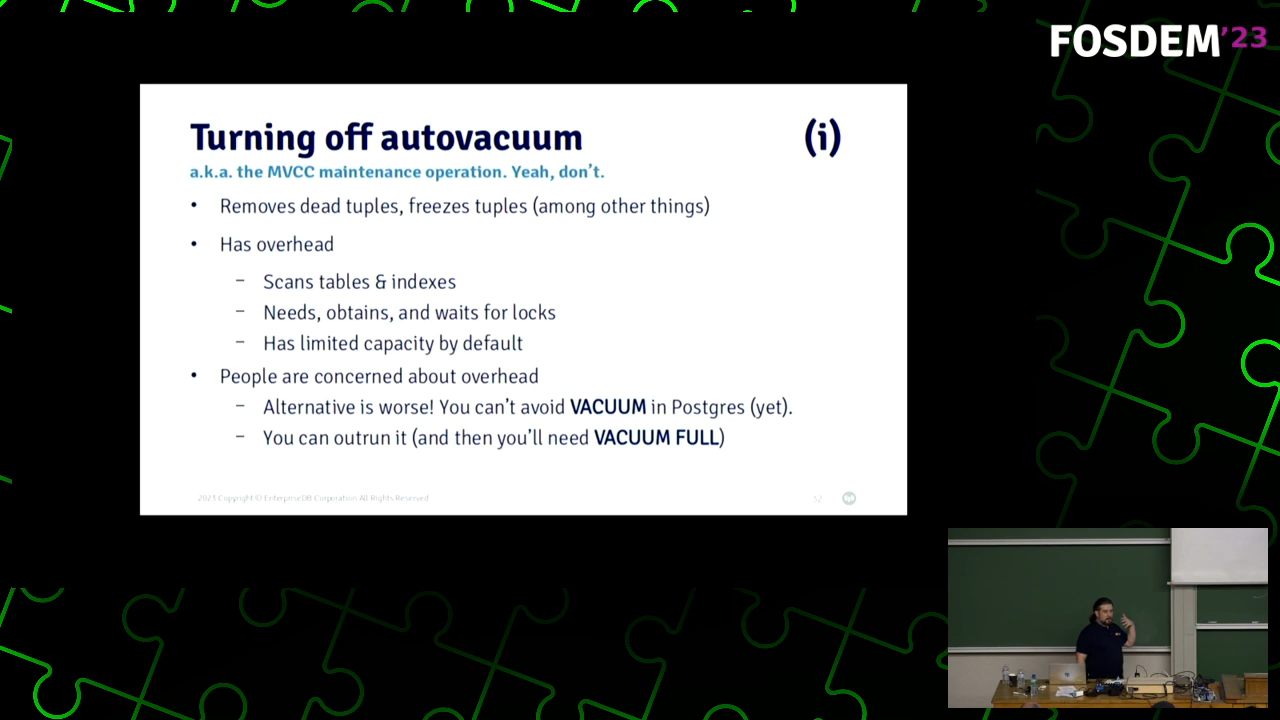 FOSDEM'23
Turning off autovacuum (i)
a.k.a. the MVCC maintenance operation. Yeah, don't.
• Removes dead tuples, freezes tuples (among other things)
• Has overhead
– Scans tables & indexes
– Needs, obtains, and waits for locks
– Has limited capacity by default
• People are concerned about overhead
– Alternative is worse! You can't avoid VACUUM in Postgres (yet).
– You can outrun it (and then you'll need VACUUM FULL)
2023 Copyright © EnterpriseDB Corporation All Rights Reserved